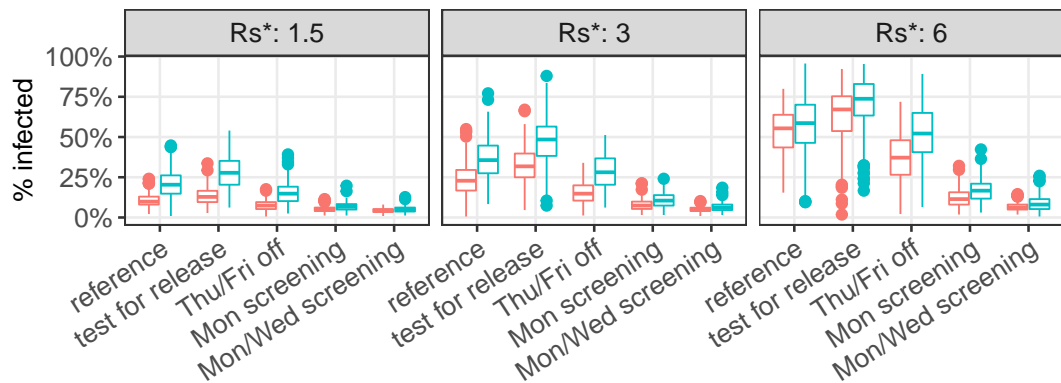 Rs*: 1.5
Rs*: 3
Rs*: 6
% infected
100%
75%
50%
25%
0%
reference
test for release
Thu/Fri off
Mon screening
Mon/Wed screening
reference
test for release
Thu/Fri off
Mon screening
Mon/Wed screening
reference
test for release
Thu/Fri off
Mon screening
Mon/Wed screening